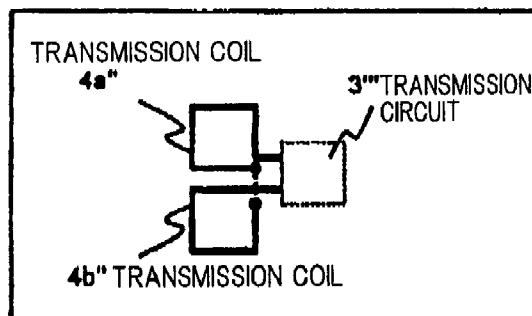 TRANSMISSION COIL
4a"
3'" TRANSMISSION
CIRCUIT
4b" TRANSMISSION COIL